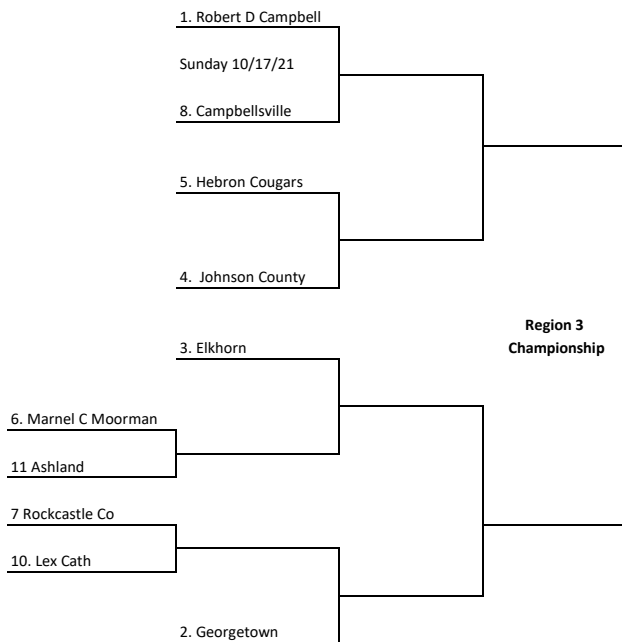 1. Robert D Campbell
Sunday 10/17/21
8. Campbellsville
5. Hebron Cougars
4. Johnson County
Region 3
Championship
3. Elkhorn
6. Marnel C Moorman
11 Ashland
7 Rockcastle Co
10. Lex Cath
2. Georgetown